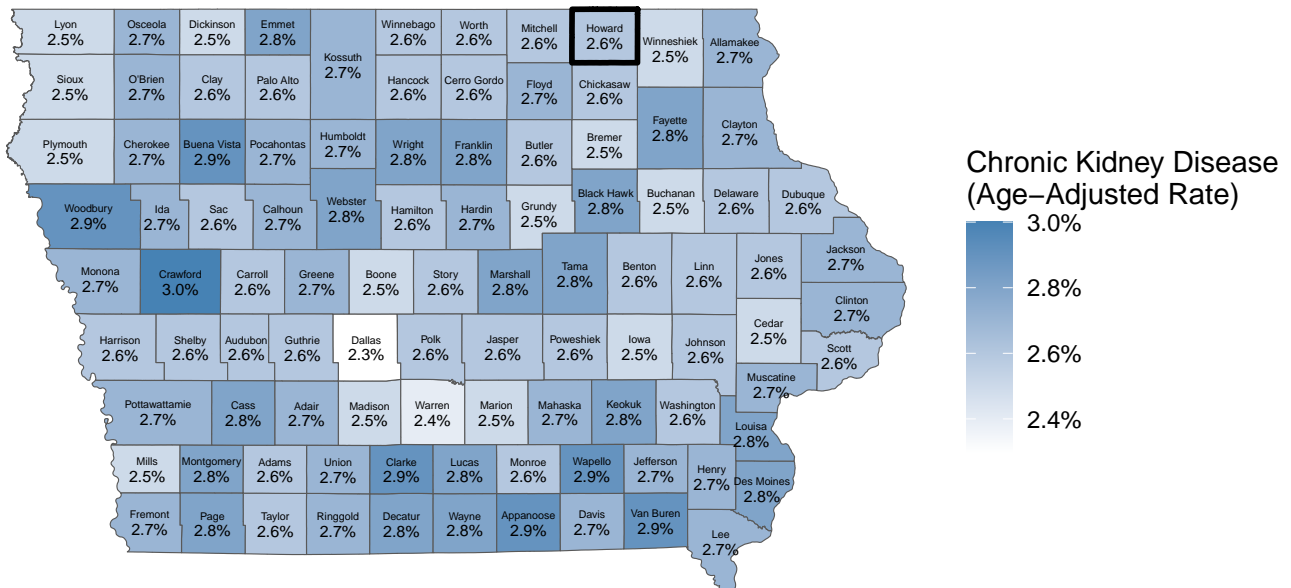 Lyon
2.5%
Osceola
2.7%
Dickinson
2.5%
Emmet
2.8%
Kossuth
2.7%
Winnebago
2.6%
Worth
2.6%
Mitchell
2.6%
Howard
2.6%
Winneshiek
2.5%
Allamakee
2.7%
Sioux
2.5%
O'Brien
2.7%
Clay
2.6%
Palo Alto
2.6%
Hancock
2.6%
Cerro Gordo
2.6%
Floyd
2.7%
Chickasaw
2.6%
Fayette
2.8%
Clayton
2.7%
Plymouth
2.5%
Cherokee
2.7%
Buena Vista
2.9%
Pocahontas
2.7%
Humboldt
2.7%
Wright
2.8%
Franklin
2.8%
Butler
2.6%
Bremer
2.5%
Woodbury
2.9%
Ida
2.7%
Sac
2.6%
Calhoun
2.7%
Webster
2.8%
Hamilton
2.6%
Hardin
2.7%
Grundy
2.5%
Black Hawk
2.8%
Buchanan
2.5%
Delaware
2.6%
Dubuque
2.6%
Monona
2.7%
Crawford
3.0%
Carroll
2.6%
Greene
2.7%
Boone
2.5%
Story
2.6%
Marshall
2.8%
Tama
2.8%
Benton
2.6%
Linn
2.6%
Jones
2.6%
Jackson
2.7%
Clinton
2.7%
Harrison
2.6%
Shelby
2.6%
Audubon
2.6%
Guthrie
2.6%
Dallas
2.3%
Polk
2.6%
Jasper
2.6%
Poweshiek
2.6%
Iowa
2.5%
Johnson
2.6%
Cedar
2.5%
Scott
2.6%
Muscatine
2.7%
Pottawattamie
2.7%
Cass
2.8%
Adair
2.7%
Madison
2.5%
Warren
2.4%
Marion
2.5%
Mahaska
2.7%
Keokuk
2.8%
Washington
2.6%
Louisa
2.8%
Mills
2.5%
Montgomery
2.8%
Adams
2.6%
Union
2.7%
Clarke
2.9%
Lucas
2.8%
Monroe
2.6%
Wapello
2.9%
Jefferson
2.7%
Henry
2.7%
Des Moines
2.8%
Fremont
2.7%
Page
2.8%
Taylor
2.6%
Ringgold
2.7%
Decatur
2.8%
Wayne
2.8%
Appanoose
2.9%
Davis
2.7%
Van Buren
2.9%
Lee
2.7%
Chronic Kidney Disease
(Age−Adjusted Rate)
3.0%
2.8%
2.6%
2.4%